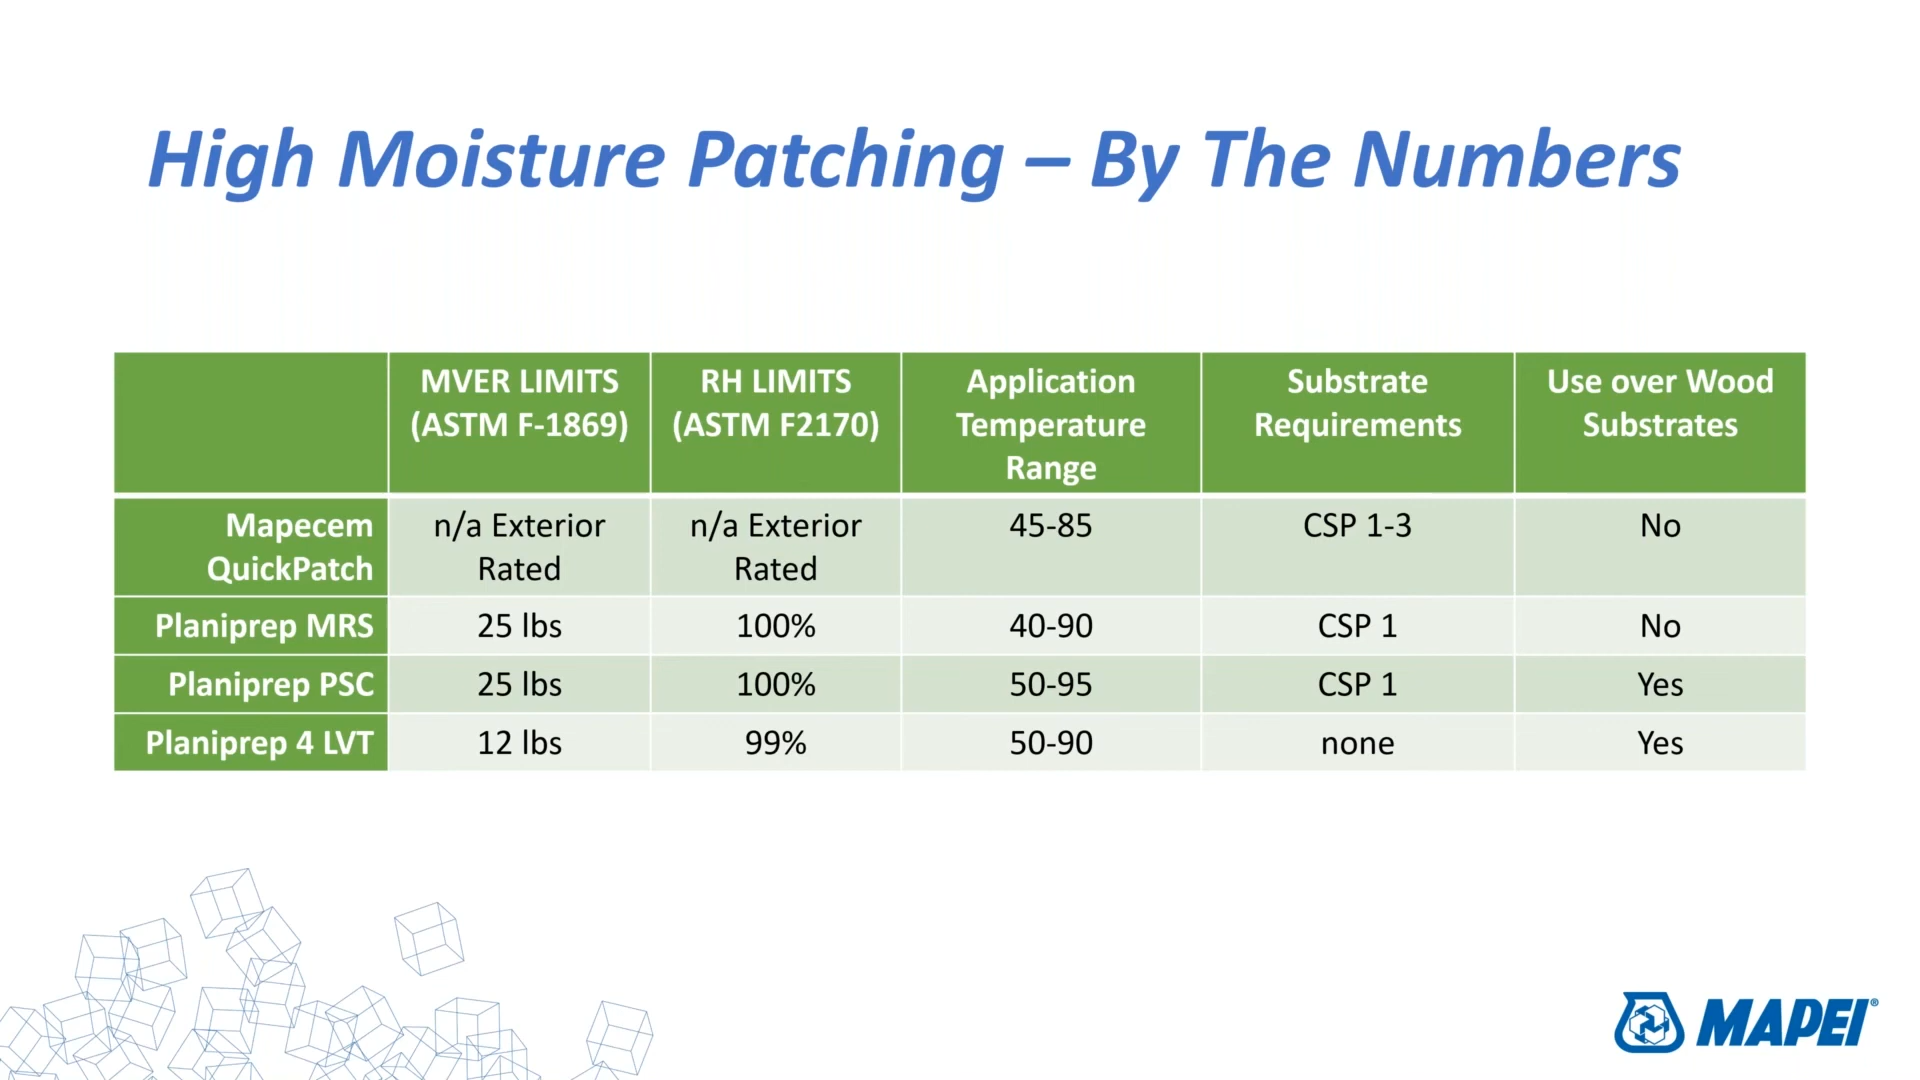 High Moisture Patching – By The Numbers
MVER LIMITS (ASTM F-1869)
RH LIMITS (ASTM F2170)
Application Temperature Range
Substrate Requirements
Use over Wood Substrates
Mapecem QuickPatch
n/a Exterior Rated
n/a Exterior Rated
45-85
CSP 1-3
No
Planiprep MRS
25 lbs
100%
40-90
CSP 1
No
Planiprep PSC
25 lbs
100%
50-95
CSP 1
Yes
Planiprep 4 LVT
12 lbs
99%
50-90
none
Yes
MAPEI®